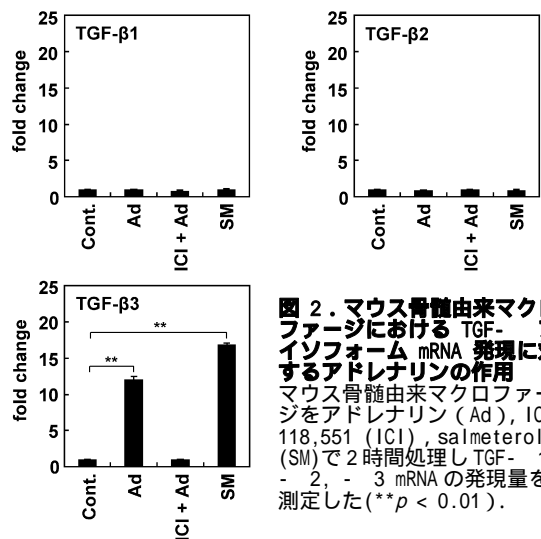 TGF-β1
25
20
15
10
5
0
fold change
Cont.
Ad
ICI + Ad
SM
TGF-β2
25
20
15
10
5
0
fold change
Cont.
Ad
ICI + Ad
SM
TGF-β3
25
20
15
10
5
0
fold change
**
**
Cont.
Ad
ICI + Ad
SM
図 2．マウス骨髄由来マクロ
ファージにおける TGF-
イソフォーム mRNA 発現に
するアドレナリンの作用
マウス骨髄由来マクロファー
ジをアドレナリン（Ad）, IC
118,551 (ICI), salmeterol
(SM)で 2 時間処理し TGF-
- 2, - 3 mRNA の発現量を
測定した(**p < 0.01).